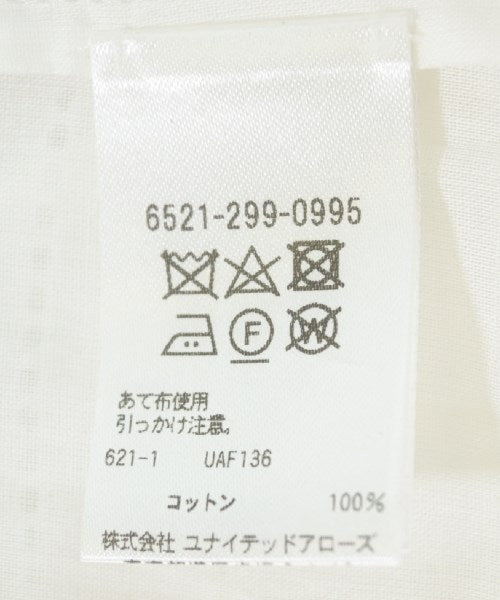 6521-299-0995
F W
あて布使用
引っかけ注意。
621-1 UAF136
コットン 100%
株式会社 ユナイテッドアローズ